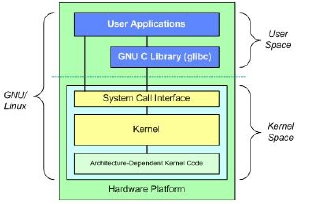 User Applications
GNU C Library (glibc)
User
Space
GNU/
Linux
System Call Interface
Kernel
Architecture-Dependent Kernel Code
Kernel
Space
Hardware Platform